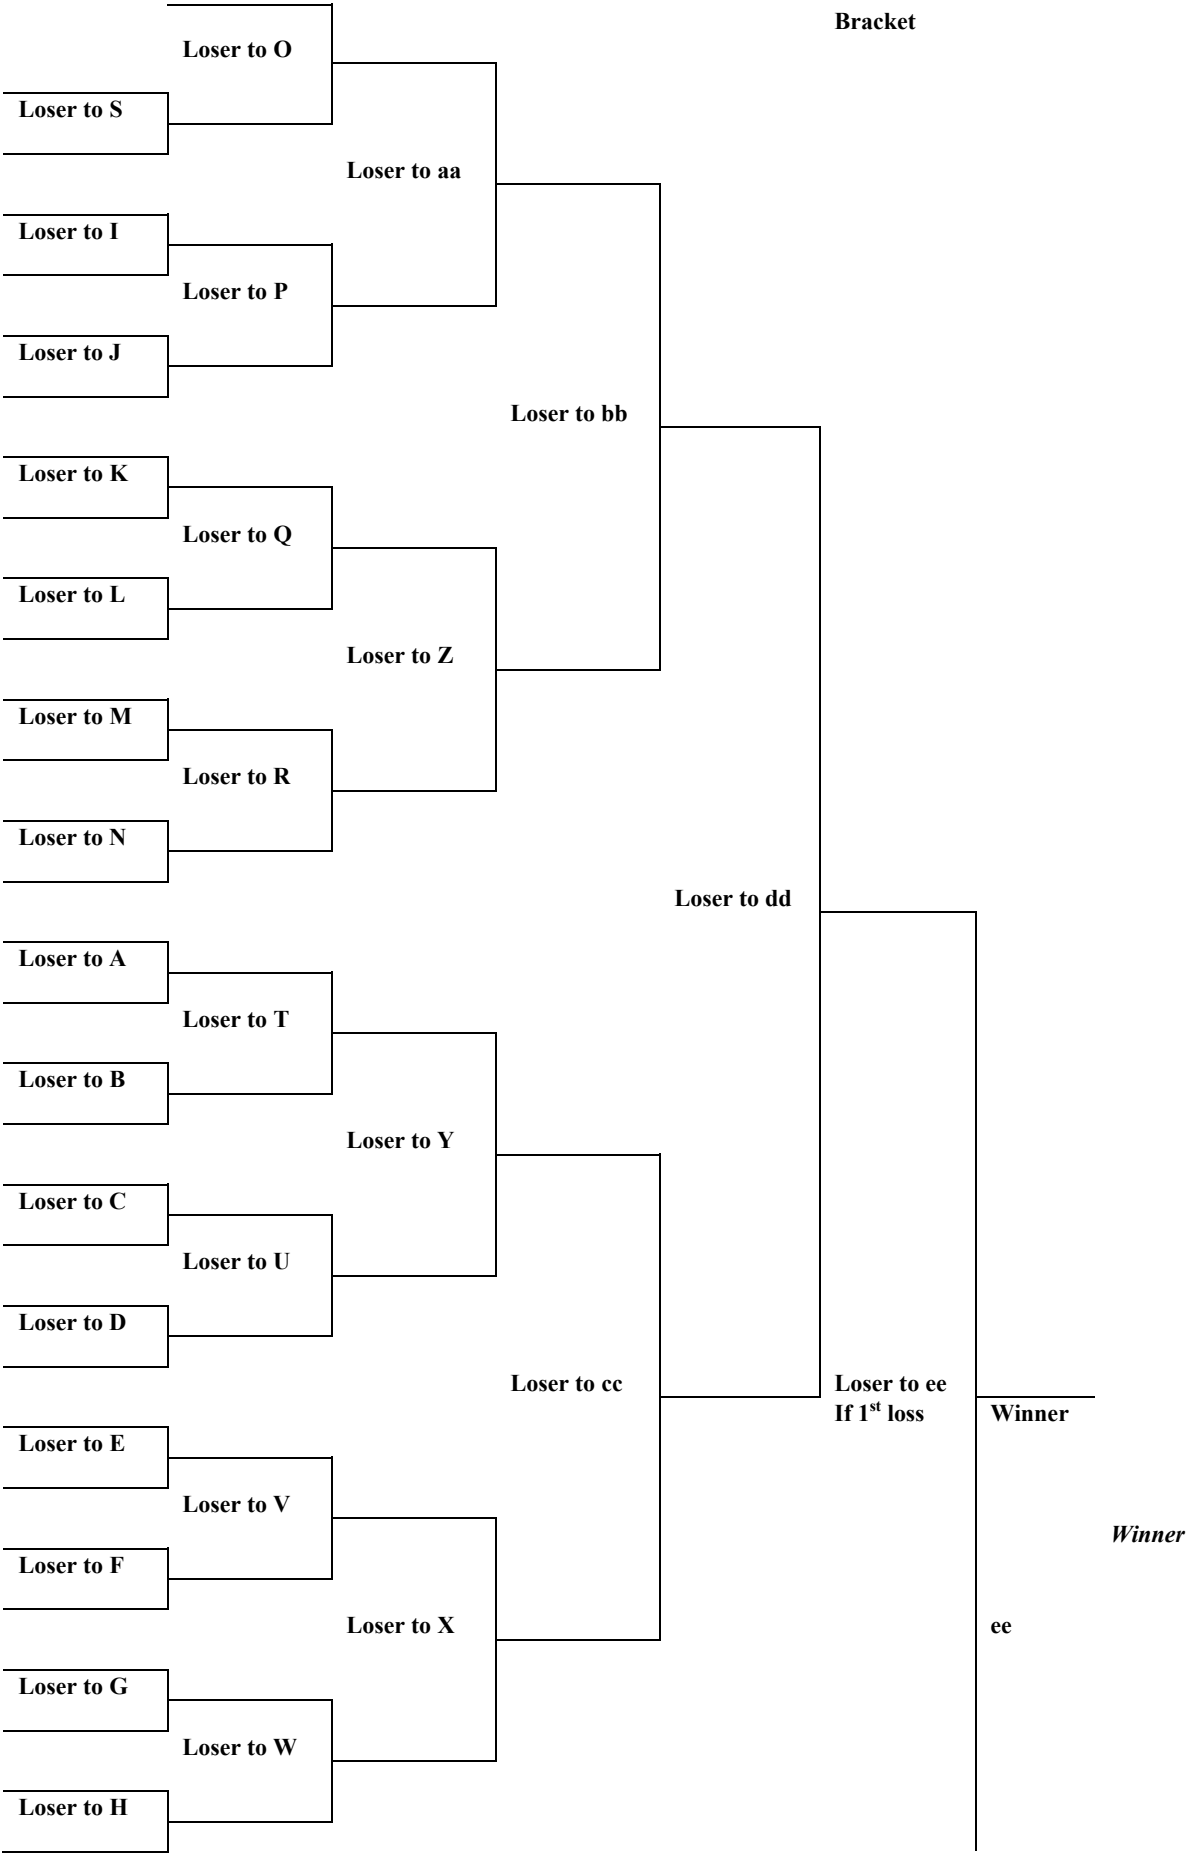 Bracket
Loser to O
Loser to S
Loser to aa
Loser to I
Loser to P
Loser to J
Loser to bb
Loser to K
Loser to Q
Loser to L
Loser to Z
Loser to M
Loser to R
Loser to N
Loser to dd
Loser to A
Loser to T
Loser to B
Loser to Y
Loser to C
Loser to U
Loser to D
Loser to cc
Loser to ee
If 1st loss
Winner
Loser to E
Loser to V
Winner
Loser to F
Loser to X
ee
Loser to G
Loser to W
Loser to H